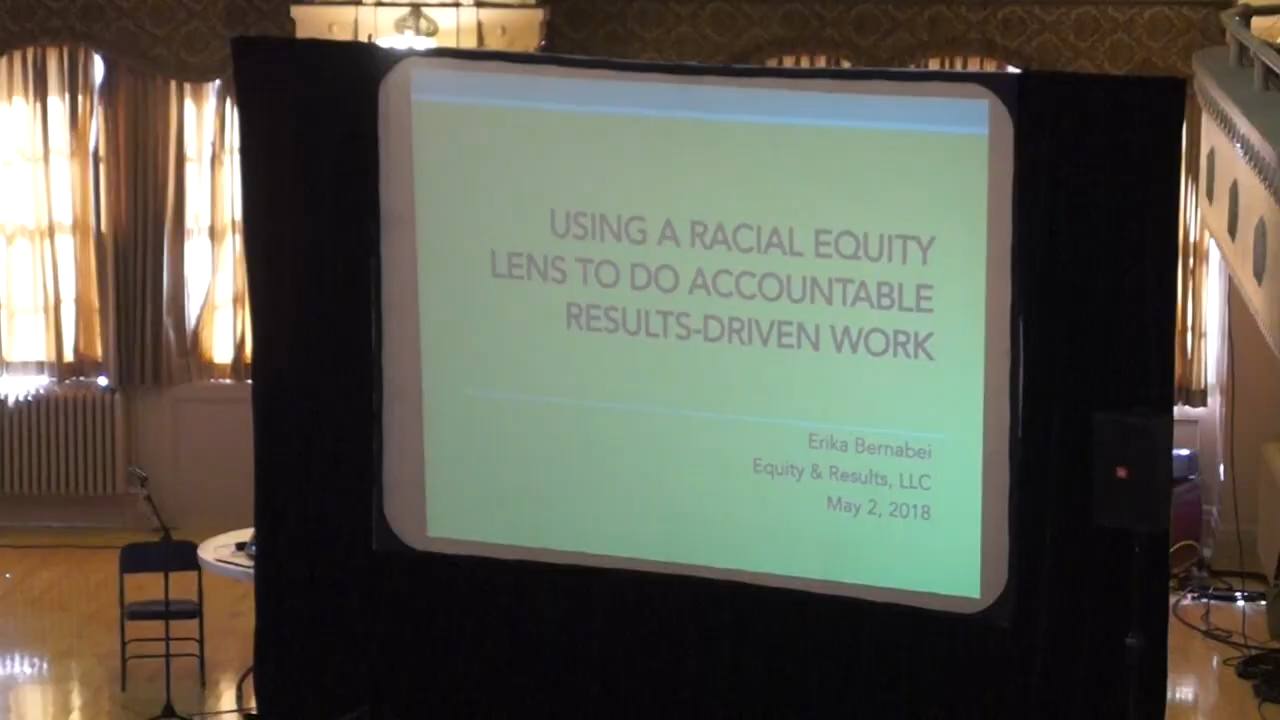 USING A RACIAL EQUITY
LENS TO DO ACCOUNTABLE
RESULTS-DRIVEN WORK
Erika Bernabei
Equity & Results, LLC
May 2, 2018